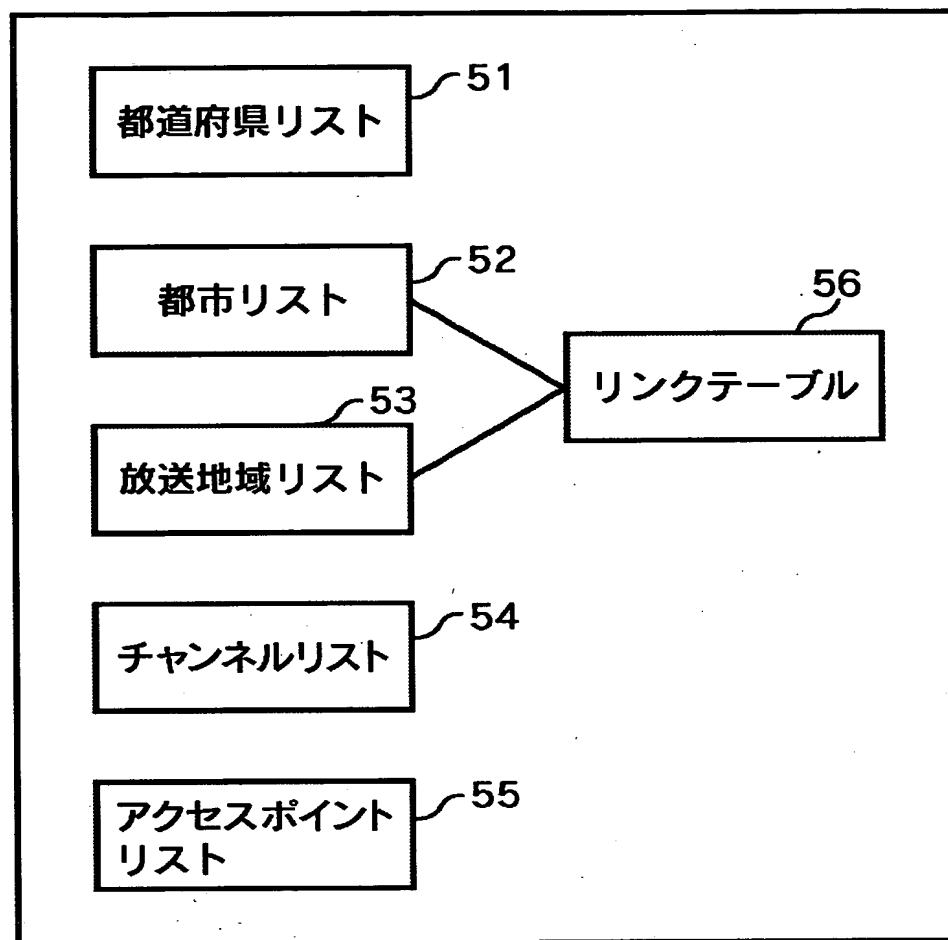 51
都道府県リスト
52
都市リスト
56
リンクテーブル
53
放送地域リスト
54
チャンネルリスト
55
アクセスポイント
リスト